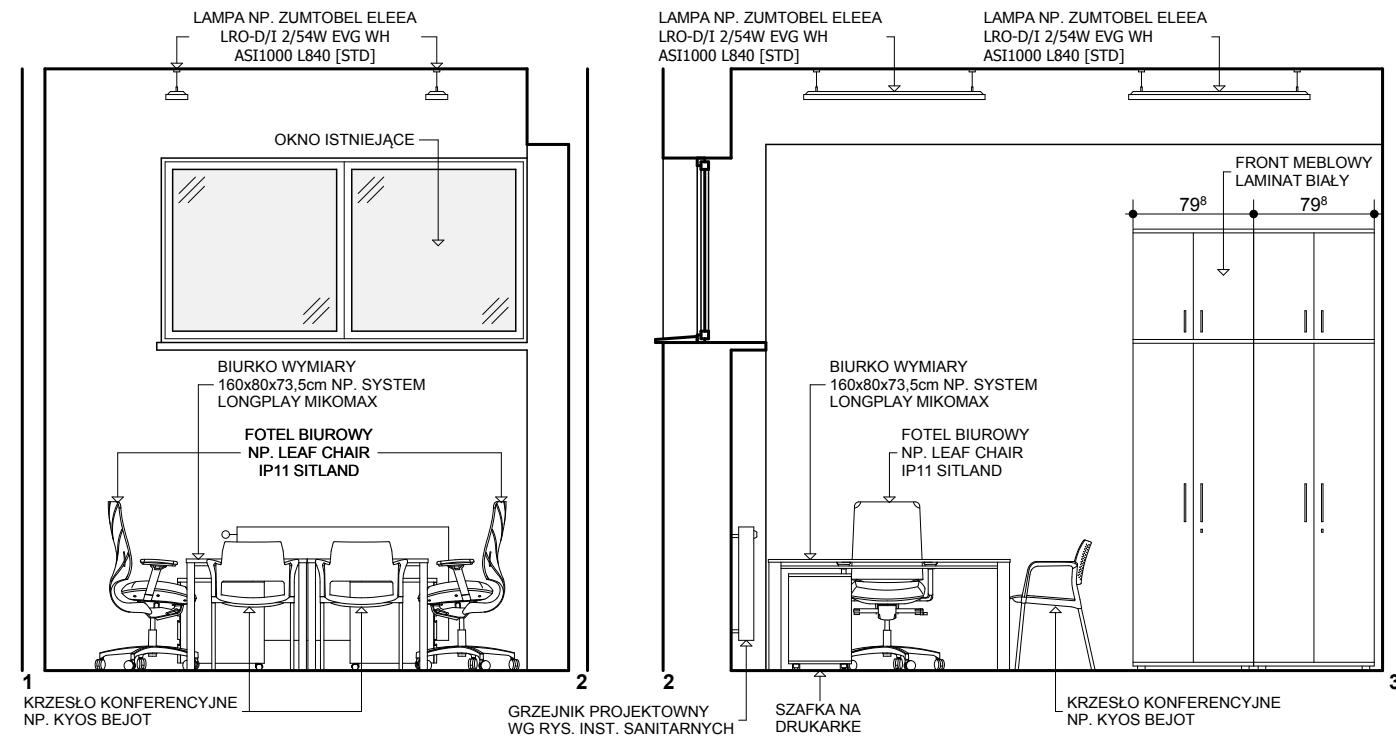 LAMPA NP. ZUMTOBEL ELEEA
LRO-D/I 2/54W EVG WH
ASI1000 L840 [STD]
OKNO ISTNIEJĄCE
BIURKO WYMIARY
160x80x73,5cm NP. SYSTEM
LONGPLAY MIKOMAX
FOTEL BIUROWY
NP. LEAF CHAIR
IP11 SITLAND
1
2
KRZESŁO KONFERENCYJNE
NP. KYOS BEJOT
LAMPA NP. ZUMTOBEL ELEEA
LRO-D/I 2/54W EVG WH
ASI1000 L840 [STD]
LAMPA NP. ZUMTOBEL ELEEA
LRO-D/I 2/54W EVG WH
ASI1000 L840 [STD]
FRONT MEBLOWY
LAMINAT BIAŁY
79⁸
79⁸
BIURKO WYMIARY
160x80x73,5cm NP. SYSTEM
LONGPLAY MIKOMAX
FOTEL BIUROWY
NP. LEAF CHAIR
IP11 SITLAND
2
3
GRZEJNIK PROJEKTOWNY
WG RYS. INST. SANITARNYCH
SZAFKA NA
DRUKARKE
KRZESŁO KONFERENCYJNE
NP. KYOS BEJOT